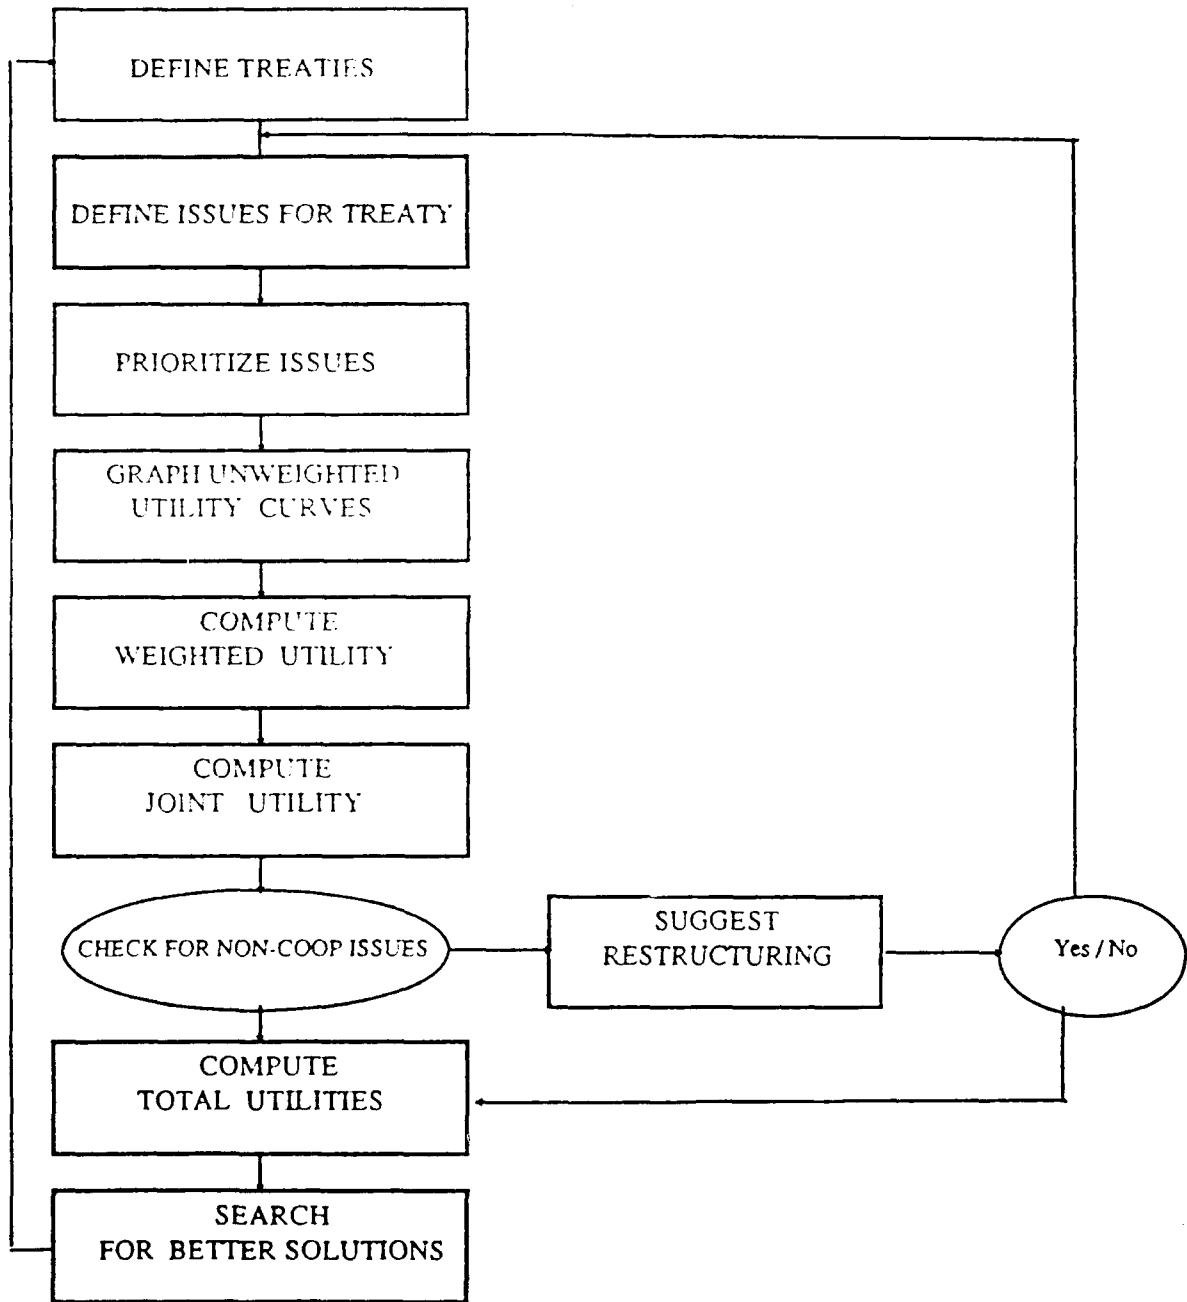 DEFINE TREATIES
DEFINE ISSUES FOR TREATY
PRIORITIZE ISSUES
GRAPH UNWEIGHTED
UTILITY CURVES
COMPUTE
WEIGHTED UTILITY
COMPUTE
JOINT UTILITY
CHECK FOR NON-COOP ISSUES
SUGGEST
RESTRUCTURING
Yes / No
COMPUTE
TOTAL UTILITIES
SEARCH
FOR BETTER SOLUTIONS